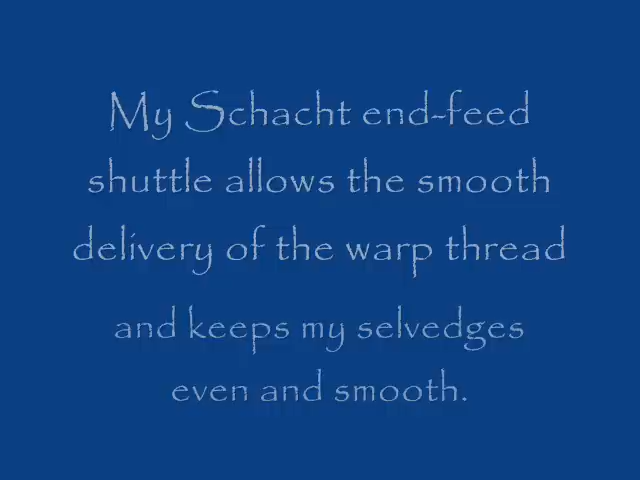 My Schacht end-feed
shuttle allows the smooth
delivery of the warp thread
and keeps my selvedges
even and smooth.